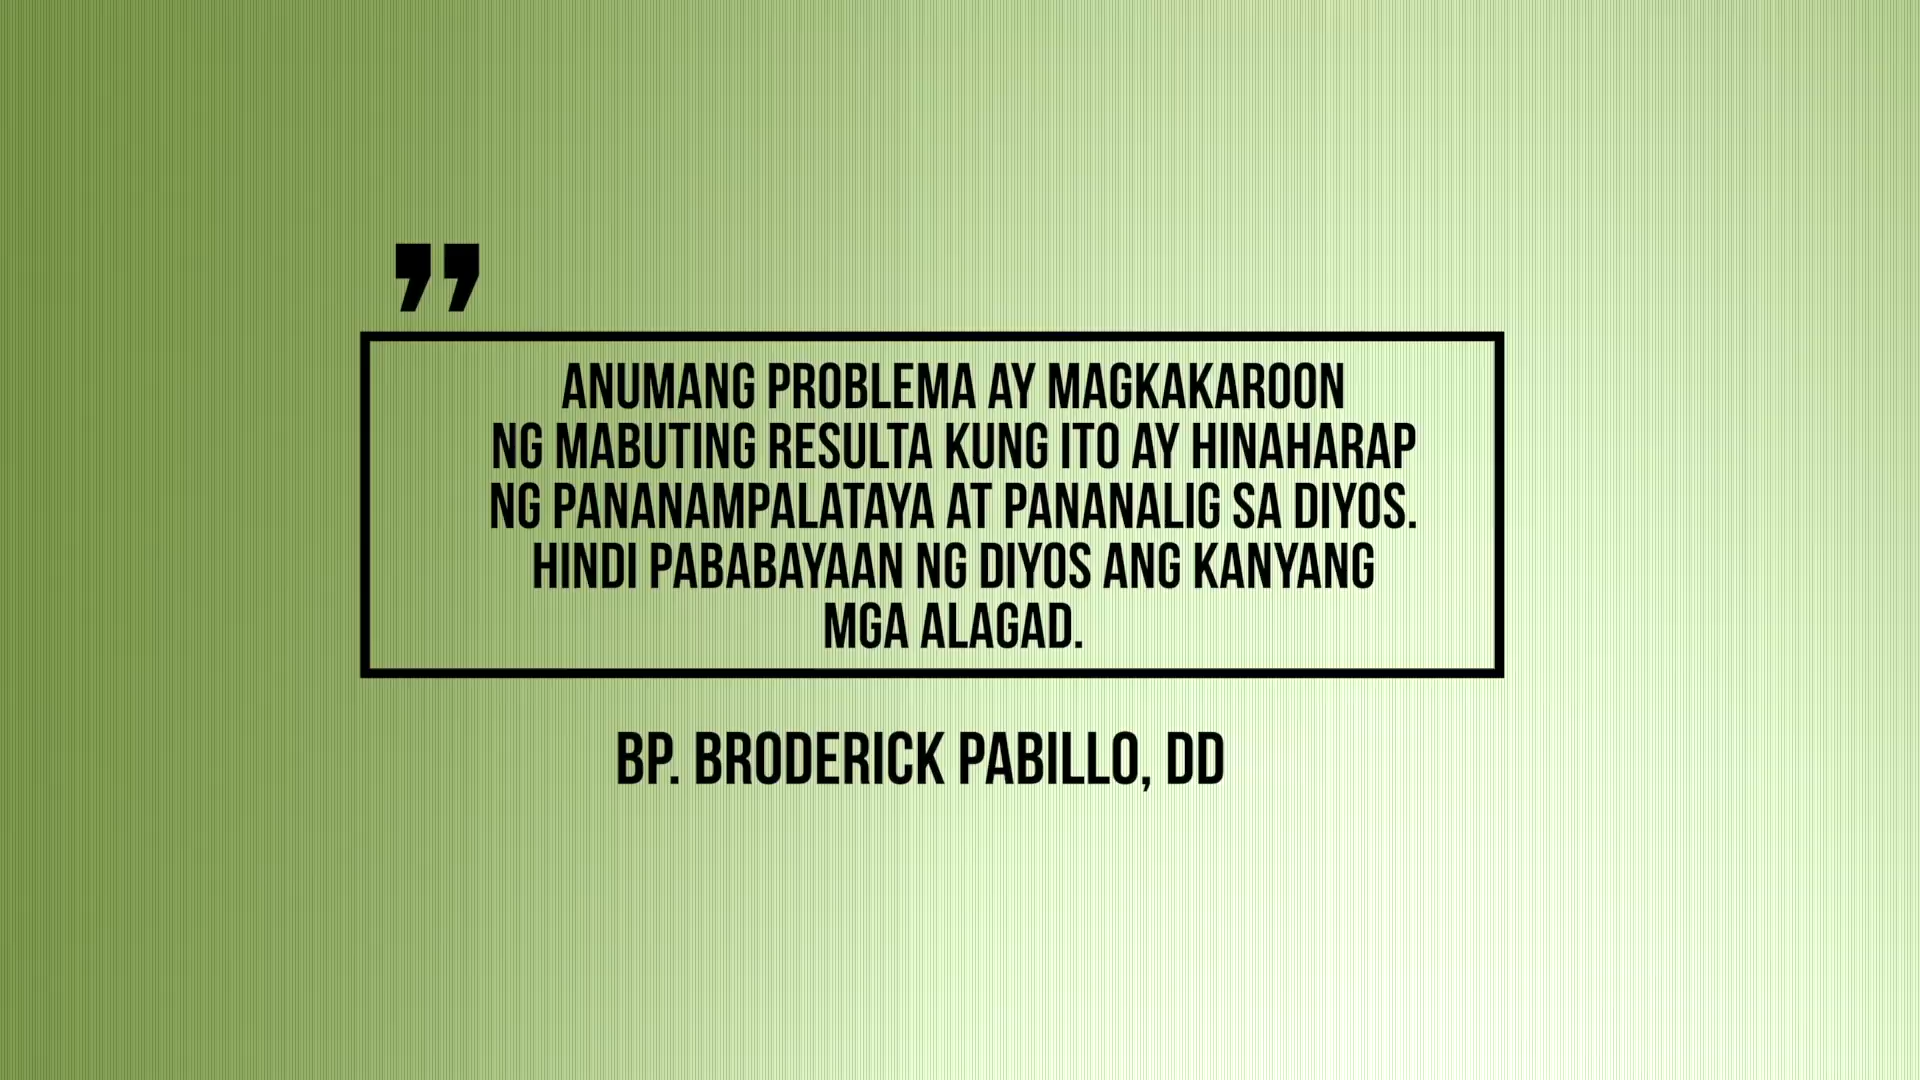 ”
ANUMANG PROBLEMA AY MAGKAKAROON
NG MABUTING RESULTA KUNG ITO AY HINAHARAP
NG PANANAMPALATAYA AT PANANALIG SA DIYOS.
HINDI PABABAYAAN NG DIYOS ANG KANYANG
MGA ALAGAD.
BP. BRODERICK PABILLO, DD